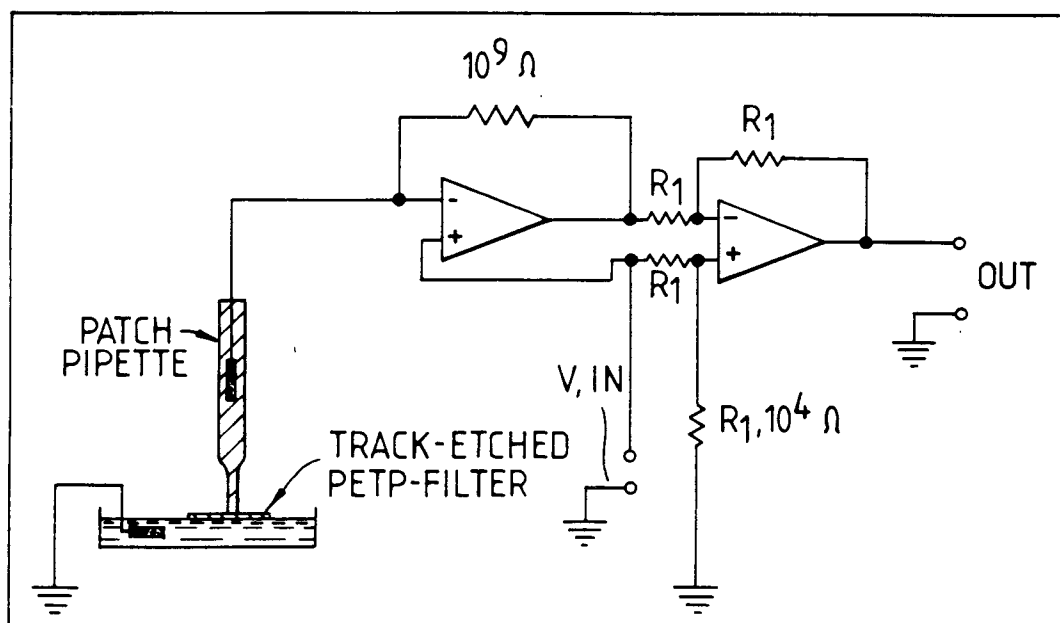 10⁹ Ω
R₁
R₁
-
+
-
+
R₁
OUT
PATCH
PIPETTE
V, IN
R₁, 10⁴ Ω
TRACK-ETCHED
PETP-FILTER